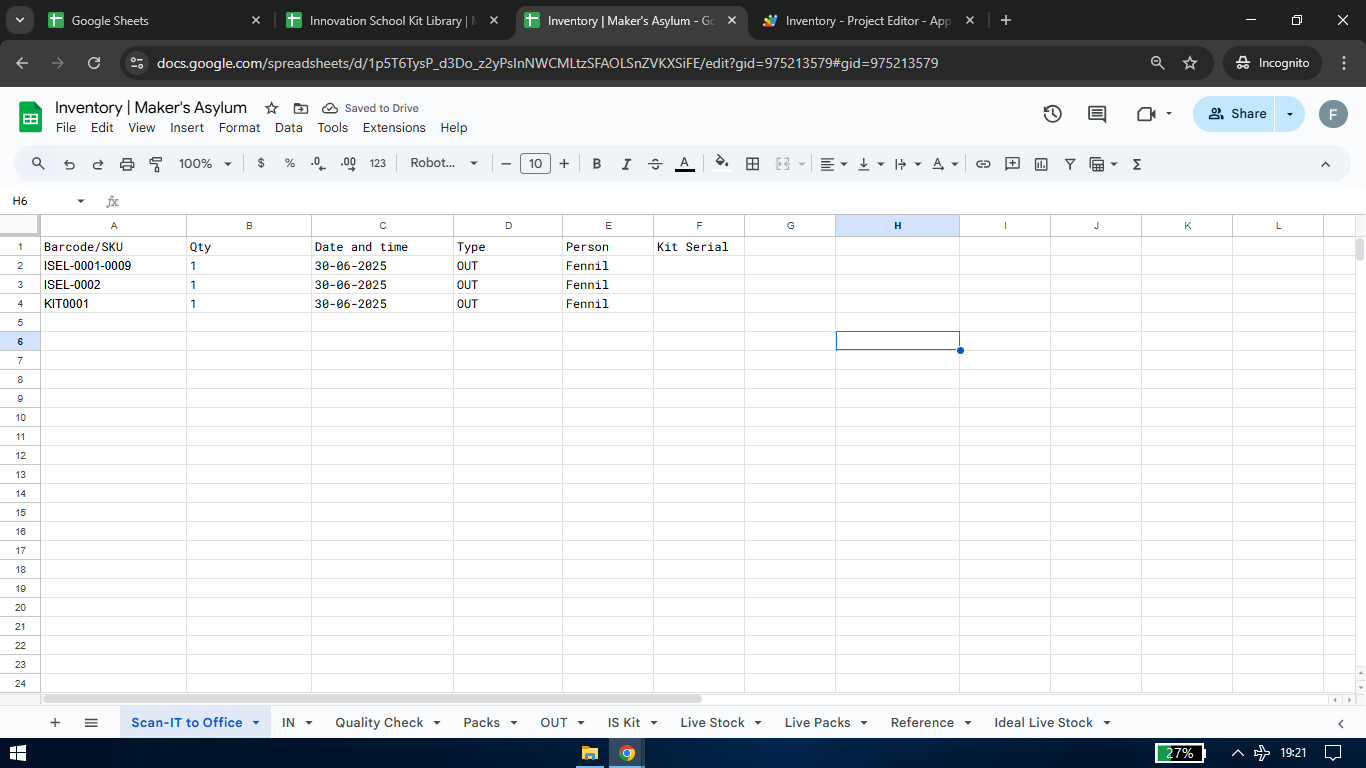 Google Sheets
Innovation School Kit Library |
Inventory | Maker's Asylum - Go
Inventory - Project Editor - App
docs.google.com/spreadsheets/d/1p5T6TysP_d3Do_z2yPsInNWCMLtzSFAOLSnZVKXSiFE/edit?gid=975213579#gid=975213579
Incognito
Inventory | Maker's Asylum
Saved to Drive
File Edit View Insert Format Data Tools Extensions Help
Share
F
100% $ % .0 .00 123 Robot... 10 B I A A Σ
H6
fx
A B C D E F G H I J K L
1 Barcode/SKU Qty Date and time Type Person Kit Serial
2 ISEL-0001-0009 1 30-06-2025 OUT Fennil
3 ISEL-0002 1 30-06-2025 OUT Fennil
4 KIT0001 1 30-06-2025 OUT Fennil
5
6
7
8
9
10
11
12
13
14
15
16
17
18
19
20
21
22
23
24
Scan-IT to Office IN Quality Check Packs OUT IS Kit Live Stock Live Packs Reference Ideal Live Stock
27% 19:21